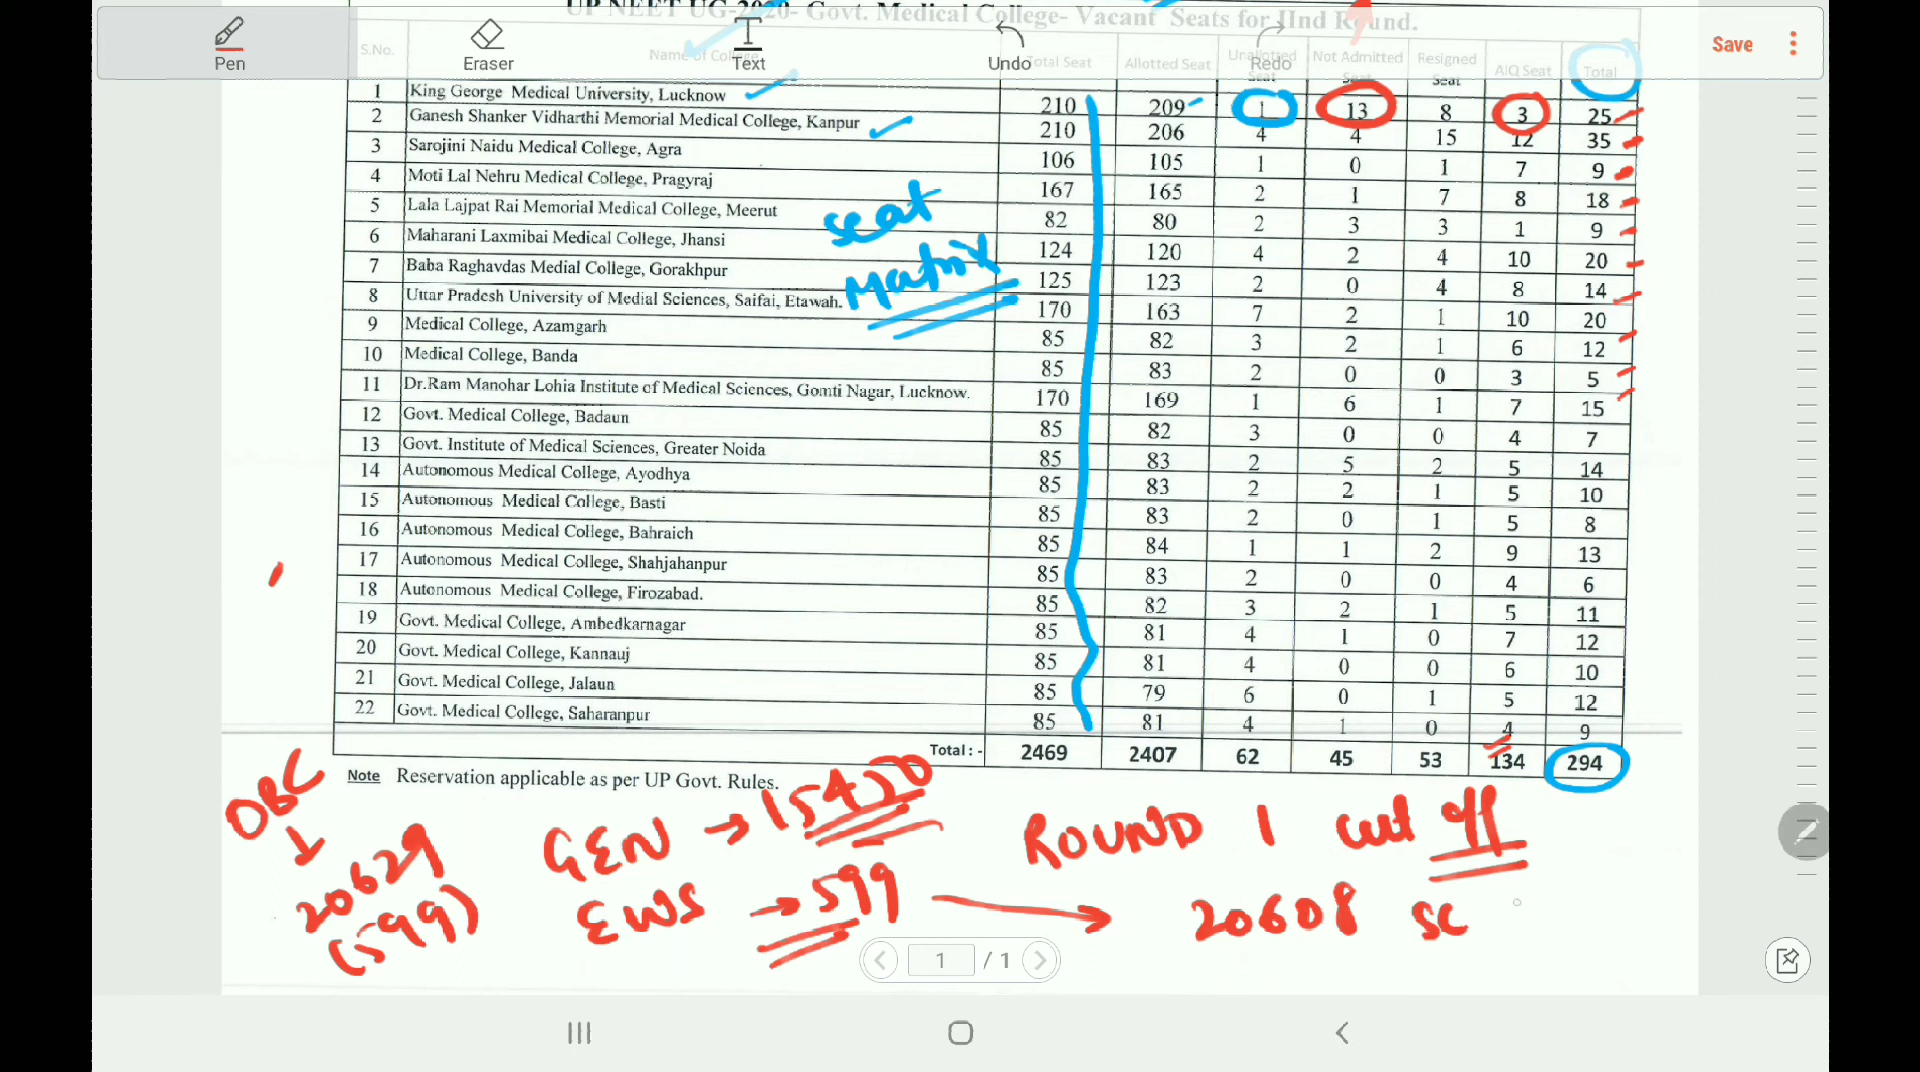 UP NEET UG-2020- Govt. Medical College- Vacant Seats for IInd Round.
Pen Eraser Text Undo Redo Save
S.No. Name of College Total Seat Allotted Seat Unallotted Seat Not Admitted Seat Resigned Seat AIQ Seat Total
1 King George Medical University, Lucknow 210 209 1 13 8 3 25
2 Ganesh Shanker Vidharthi Memorial Medical College, Kanpur 210 206 4 4 15 12 35
3 Sarojini Naidu Medical College, Agra 106 105 1 0 1 7 9
4 Moti Lal Nehru Medical College, Pragyraj 167 165 2 1 7 8 18
5 Lala Lajpat Rai Memorial Medical College, Meerut 82 80 2 3 3 1 9
6 Maharani Laxmibai Medical College, Jhansi 124 120 4 2 4 10 20
7 Baba Raghavdas Medial College, Gorakhpur 125 123 2 0 4 8 14
8 Uttar Pradesh University of Medial Sciences, Saifai, Etawah. 170 163 7 2 1 10 20
9 Medical College, Azamgarh 85 82 3 2 1 6 12
10 Medical College, Banda 85 83 2 0 0 3 5
11 Dr.Ram Manohar Lohia Institute of Medical Sciences, Gomti Nagar, Lucknow. 170 169 1 6 1 7 15
12 Govt. Medical College, Badaun 85 82 3 0 0 4 7
13 Govt. Institute of Medical Sciences, Greater Noida 85 83 2 5 2 5 14
14 Autonomous Medical College, Ayodhya 85 83 2 2 1 5 10
15 Autonomous Medical College, Basti 85 83 2 0 1 5 8
16 Autonomous Medical College, Bahraich 85 84 1 1 2 9 13
17 Autonomous Medical College, Shahjahanpur 85 83 2 0 0 4 6
18 Autonomous Medical College, Firozabad. 85 82 3 2 1 5 11
19 Govt. Medical College, Ambedkarnagar 85 81 4 1 0 7 12
20 Govt. Medical College, Kannauj 85 81 4 0 0 6 10
21 Govt. Medical College, Jalaun 85 79 6 0 1 5 12
22 Govt. Medical College, Saharanpur 85 81 4 1 0 4 9
Total : - 2469 2407 62 45 53 134 294
Note Reservation applicable as per UP Govt. Rules.
seat
Matrix
OBC
20629
(599)
GEN → 15420
ROUND 1 cut off
EWS → 599 → 20608 SC
1 / 1